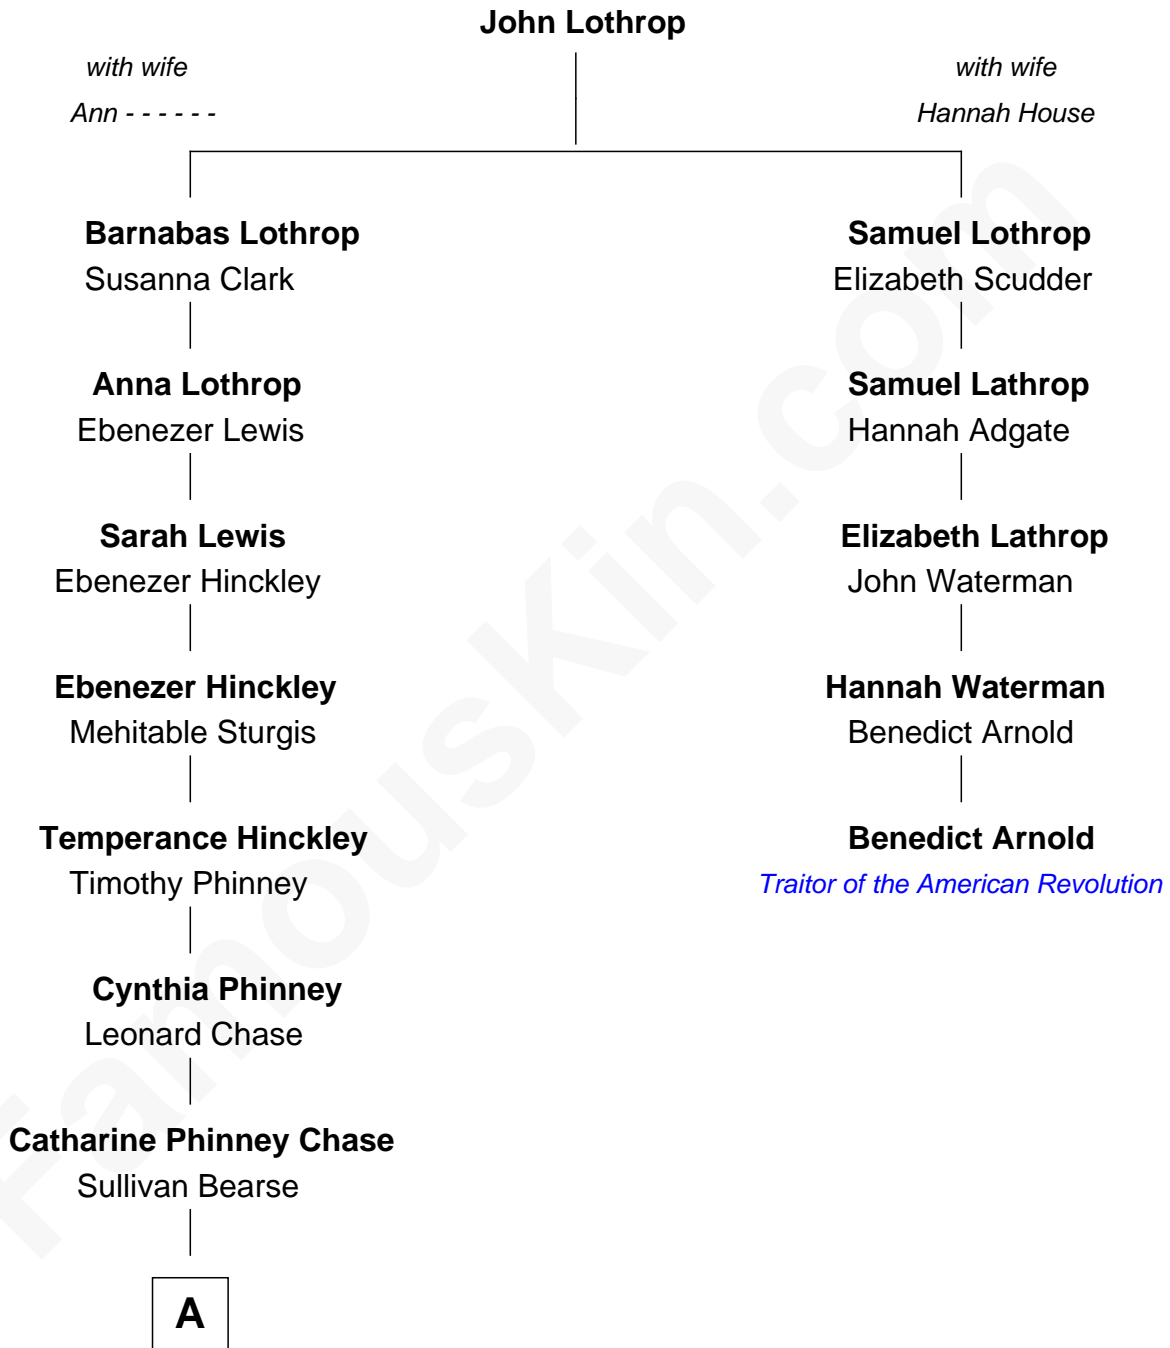 John Lothrop
with wife
Ann - - - - - -
with wife
Hannah House
Barnabas Lothrop
Susanna Clark
Samuel Lothrop
Elizabeth Scudder
Anna Lothrop
Ebenezer Lewis
Samuel Lathrop
Hannah Adgate
Sarah Lewis
Ebenezer Hinckley
Elizabeth Lathrop
John Waterman
Ebenezer Hinckley
Mehitable Sturgis
Hannah Waterman
Benedict Arnold
Temperance Hinckley
Timothy Phinney
Benedict Arnold
Traitor of the American Revolution
Cynthia Phinney
Leonard Chase
Catharine Phinney Chase
Sullivan Bearse
A
FamousKin.com